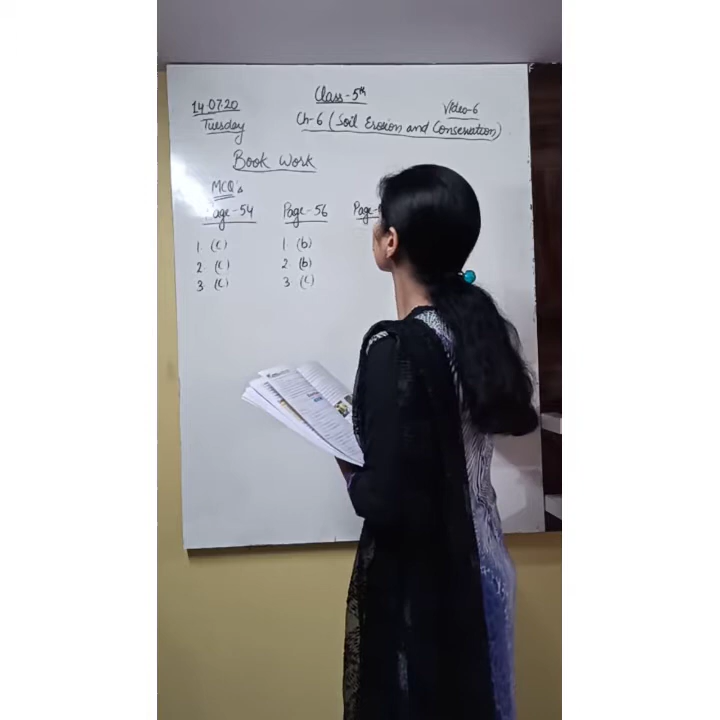 Class-5th
14.07.20
Video-6
Tuesday
Ch-6 (Soil Erosion and Conservation)
Book Work
MCQ's
Page-54 Page-56 Page-
1. (c) 1. (b)
2. (c) 2. (b)
3. (c) 3. (c)